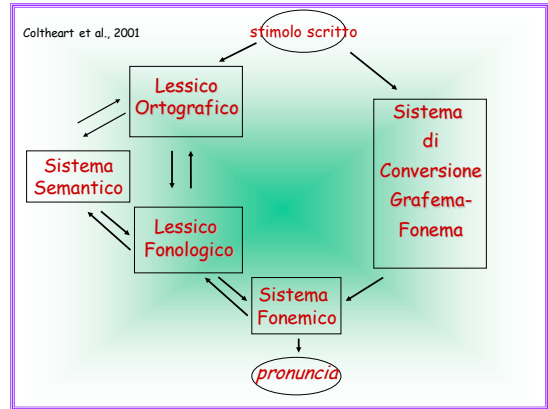 Coltheart et al., 2001
stimolo scritto
Lessico
Ortografico
Sistema
di
Conversione
Grafema-
Fonema
Sistema
Semantico
Lessico
Fonologico
Sistema
Fonemico
pronuncia